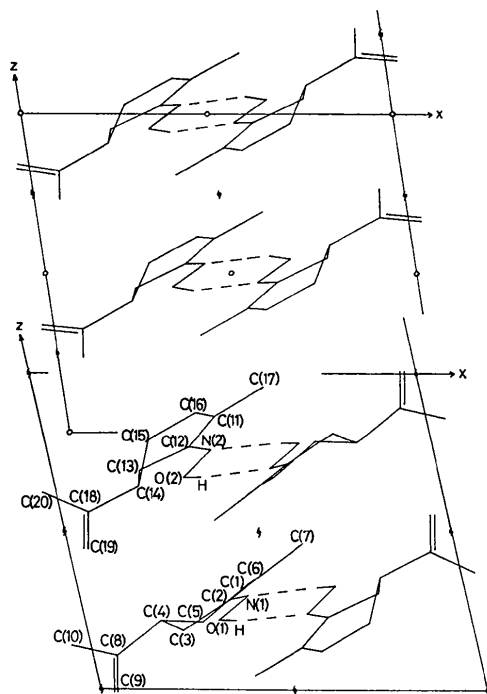 z
x
z
x
C(17)
C(16)
C(11)
C(15)
C(12)
N(2)
C(13)
O(2)
H
C(14)
C(20)
C(18)
C(19)
C(7)
C(6)
C(1)
C(2)
N(1)
C(4)
C(5)
C(10)
C(8)
C(3)
O(1)
H
C(9)